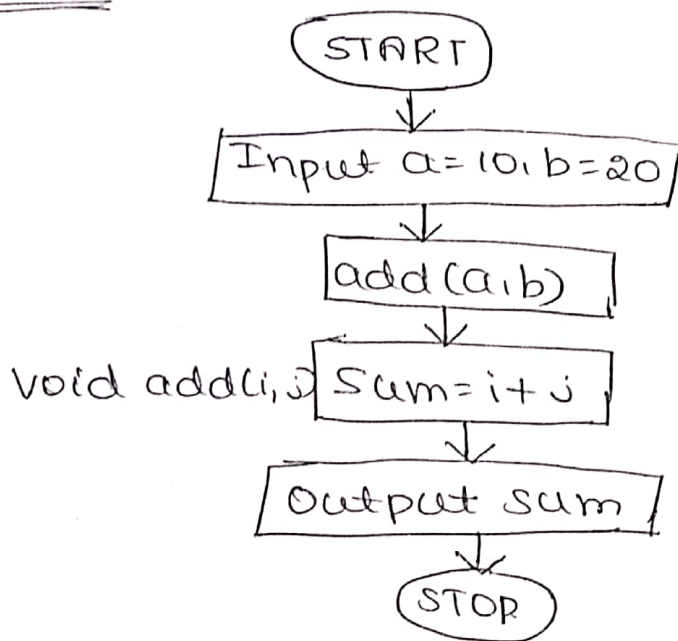 START
Input a=10, b=20
add(a,b)
void add(i,j) Sum=i+j
Output sum
STOP